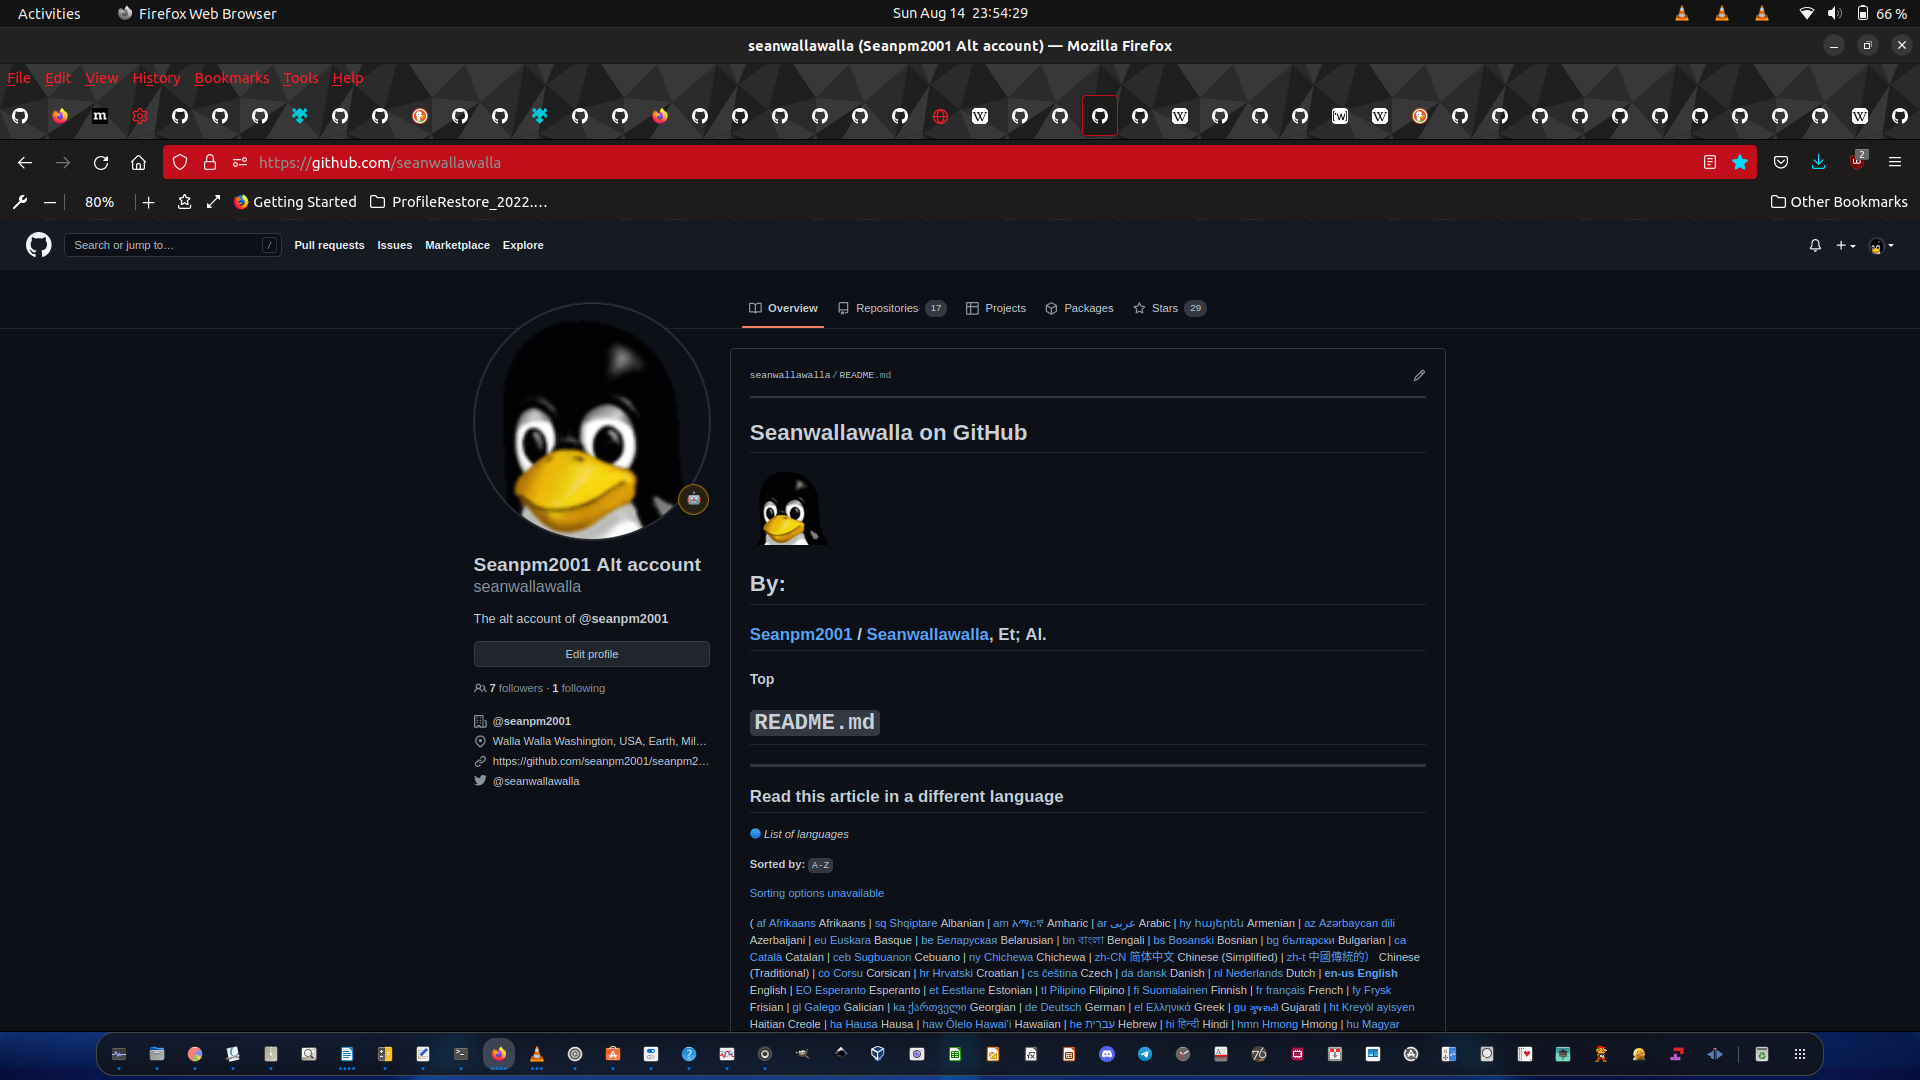 Activities Firefox Web Browser Sun Aug 14 23:54:29 66 %
seanwallawalla (Seanpm2001 Alt account) — Mozilla Firefox
File Edit View History Bookmarks Tools Help
https://github.com/seanwallawalla 2
80% Getting Started ProfileRestore_2022.… Other Bookmarks
Search or jump to… / Pull requests Issues Marketplace Explore
Overview Repositories 17 Projects Packages Stars 29
seanwallawalla/README.md
Seanwallawalla on GitHub
Seanpm2001 Alt account
seanwallawalla
The alt account of @seanpm2001
Edit profile
7 followers · 1 following
@seanpm2001
Walla Walla Washington, USA, Earth, Mil…
https://github.com/seanpm2001/seanpm2…
@seanwallawalla
By:
Seanpm2001 / Seanwallawalla, Et; Al.
Top
README.md
Read this article in a different language
List of languages
Sorted by: A-Z
Sorting options unavailable
( af Afrikaans Afrikaans | sq Shqiptare Albanian | am አማርኛ Amharic | ar عربى Arabic | hy հայերեն Armenian | az Azərbaycan dili
Azerbaijani | eu Euskara Basque | be Беларуская Belarusian | bn বাংলা Bengali | bs Bosanski Bosnian | bg български Bulgarian | ca
Català Catalan | ceb Sugbuanon Cebuano | ny Chichewa Chichewa | zh-CN 简体中文 Chinese (Simplified) | zh-t 中國傳統的） Chinese
(Traditional) | co Corsu Corsican | hr Hrvatski Croatian | cs čeština Czech | da dansk Danish | nl Nederlands Dutch | en-us English
English | EO Esperanto Esperanto | et Eestlane Estonian | tl Pilipino Filipino | fi Suomalainen Finnish | fr français French | fy Frysk
Frisian | gl Galego Galician | ka ქართველი Georgian | de Deutsch German | el Ελληνικά Greek | gu ગુજરાતી Gujarati | ht Kreyòl ayisyen
Haitian Creole | ha Hausa Hausa | haw Ōlelo Hawaiʻi Hawaiian | he עִברִית Hebrew | hi हिन्दी Hindi | hmn Hmong Hmong | hu Magyar